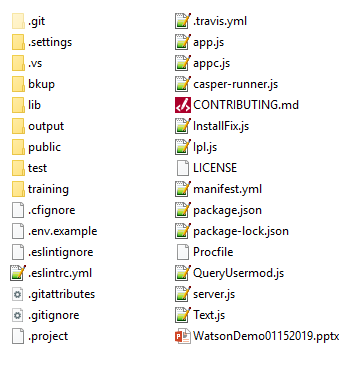 .git
.settings
.vs
bkup
lib
output
public
test
training
.cfignore
.env.example
.eslintignore
.eslintrc.yml
.gitattributes
.gitignore
.project
.travis.yml
app.js
appc.js
casper-runner.js
CONTRIBUTING.md
InstallFix.js
lpl.js
LICENSE
manifest.yml
package.json
package-lock.json
Procfile
QueryUsermod.js
server.js
Text.js
WatsonDemo01152019.pptx